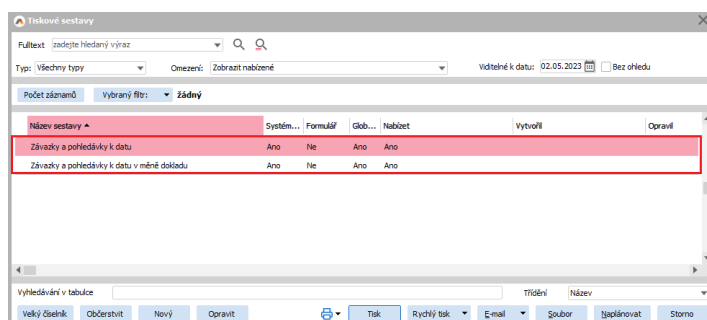 Tiskové sestavy
Fulltext zadejte hledaný výraz
Typ: Všechny typy Omezení: Zobrazit nabízené Viditelné k datu: 02.05.2023 Bez ohledu
Počet záznamů Vybraný filtr: žádný
Název sestavy Systém... Formulář Glob... Nabízet Vytvořil Opravil
Závazky a pohledávky k datu Ano Ne Ano Ano
Závazky a pohledávky k datu v měně dokladu Ano Ne Ano Ano
Vyhledávání v tabulce Třídění Název
Velký číselník Občerstvit Nový Opravit Tisk Rychlý tisk E-mail Soubor Naplánovat Storno